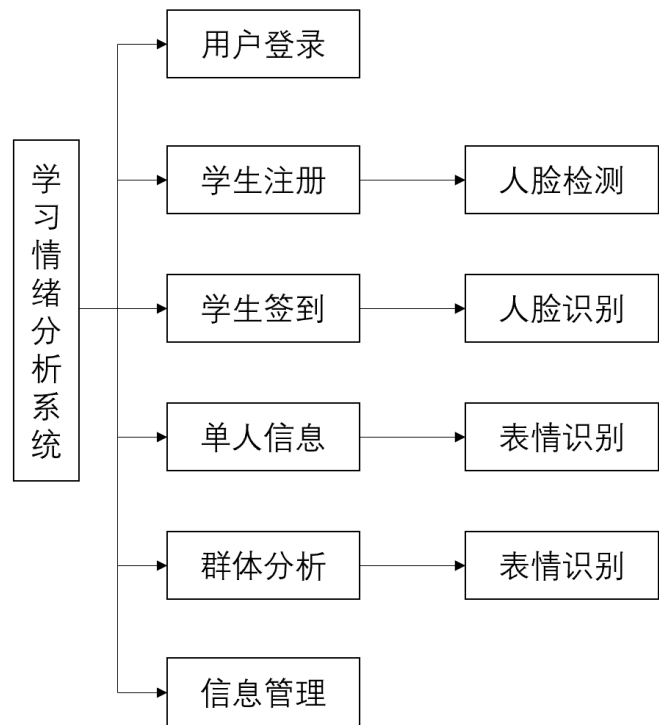 学习情绪分析系统
用户登录
学生注册
人脸检测
学生签到
人脸识别
单人信息
表情识别
群体分析
表情识别
信息管理